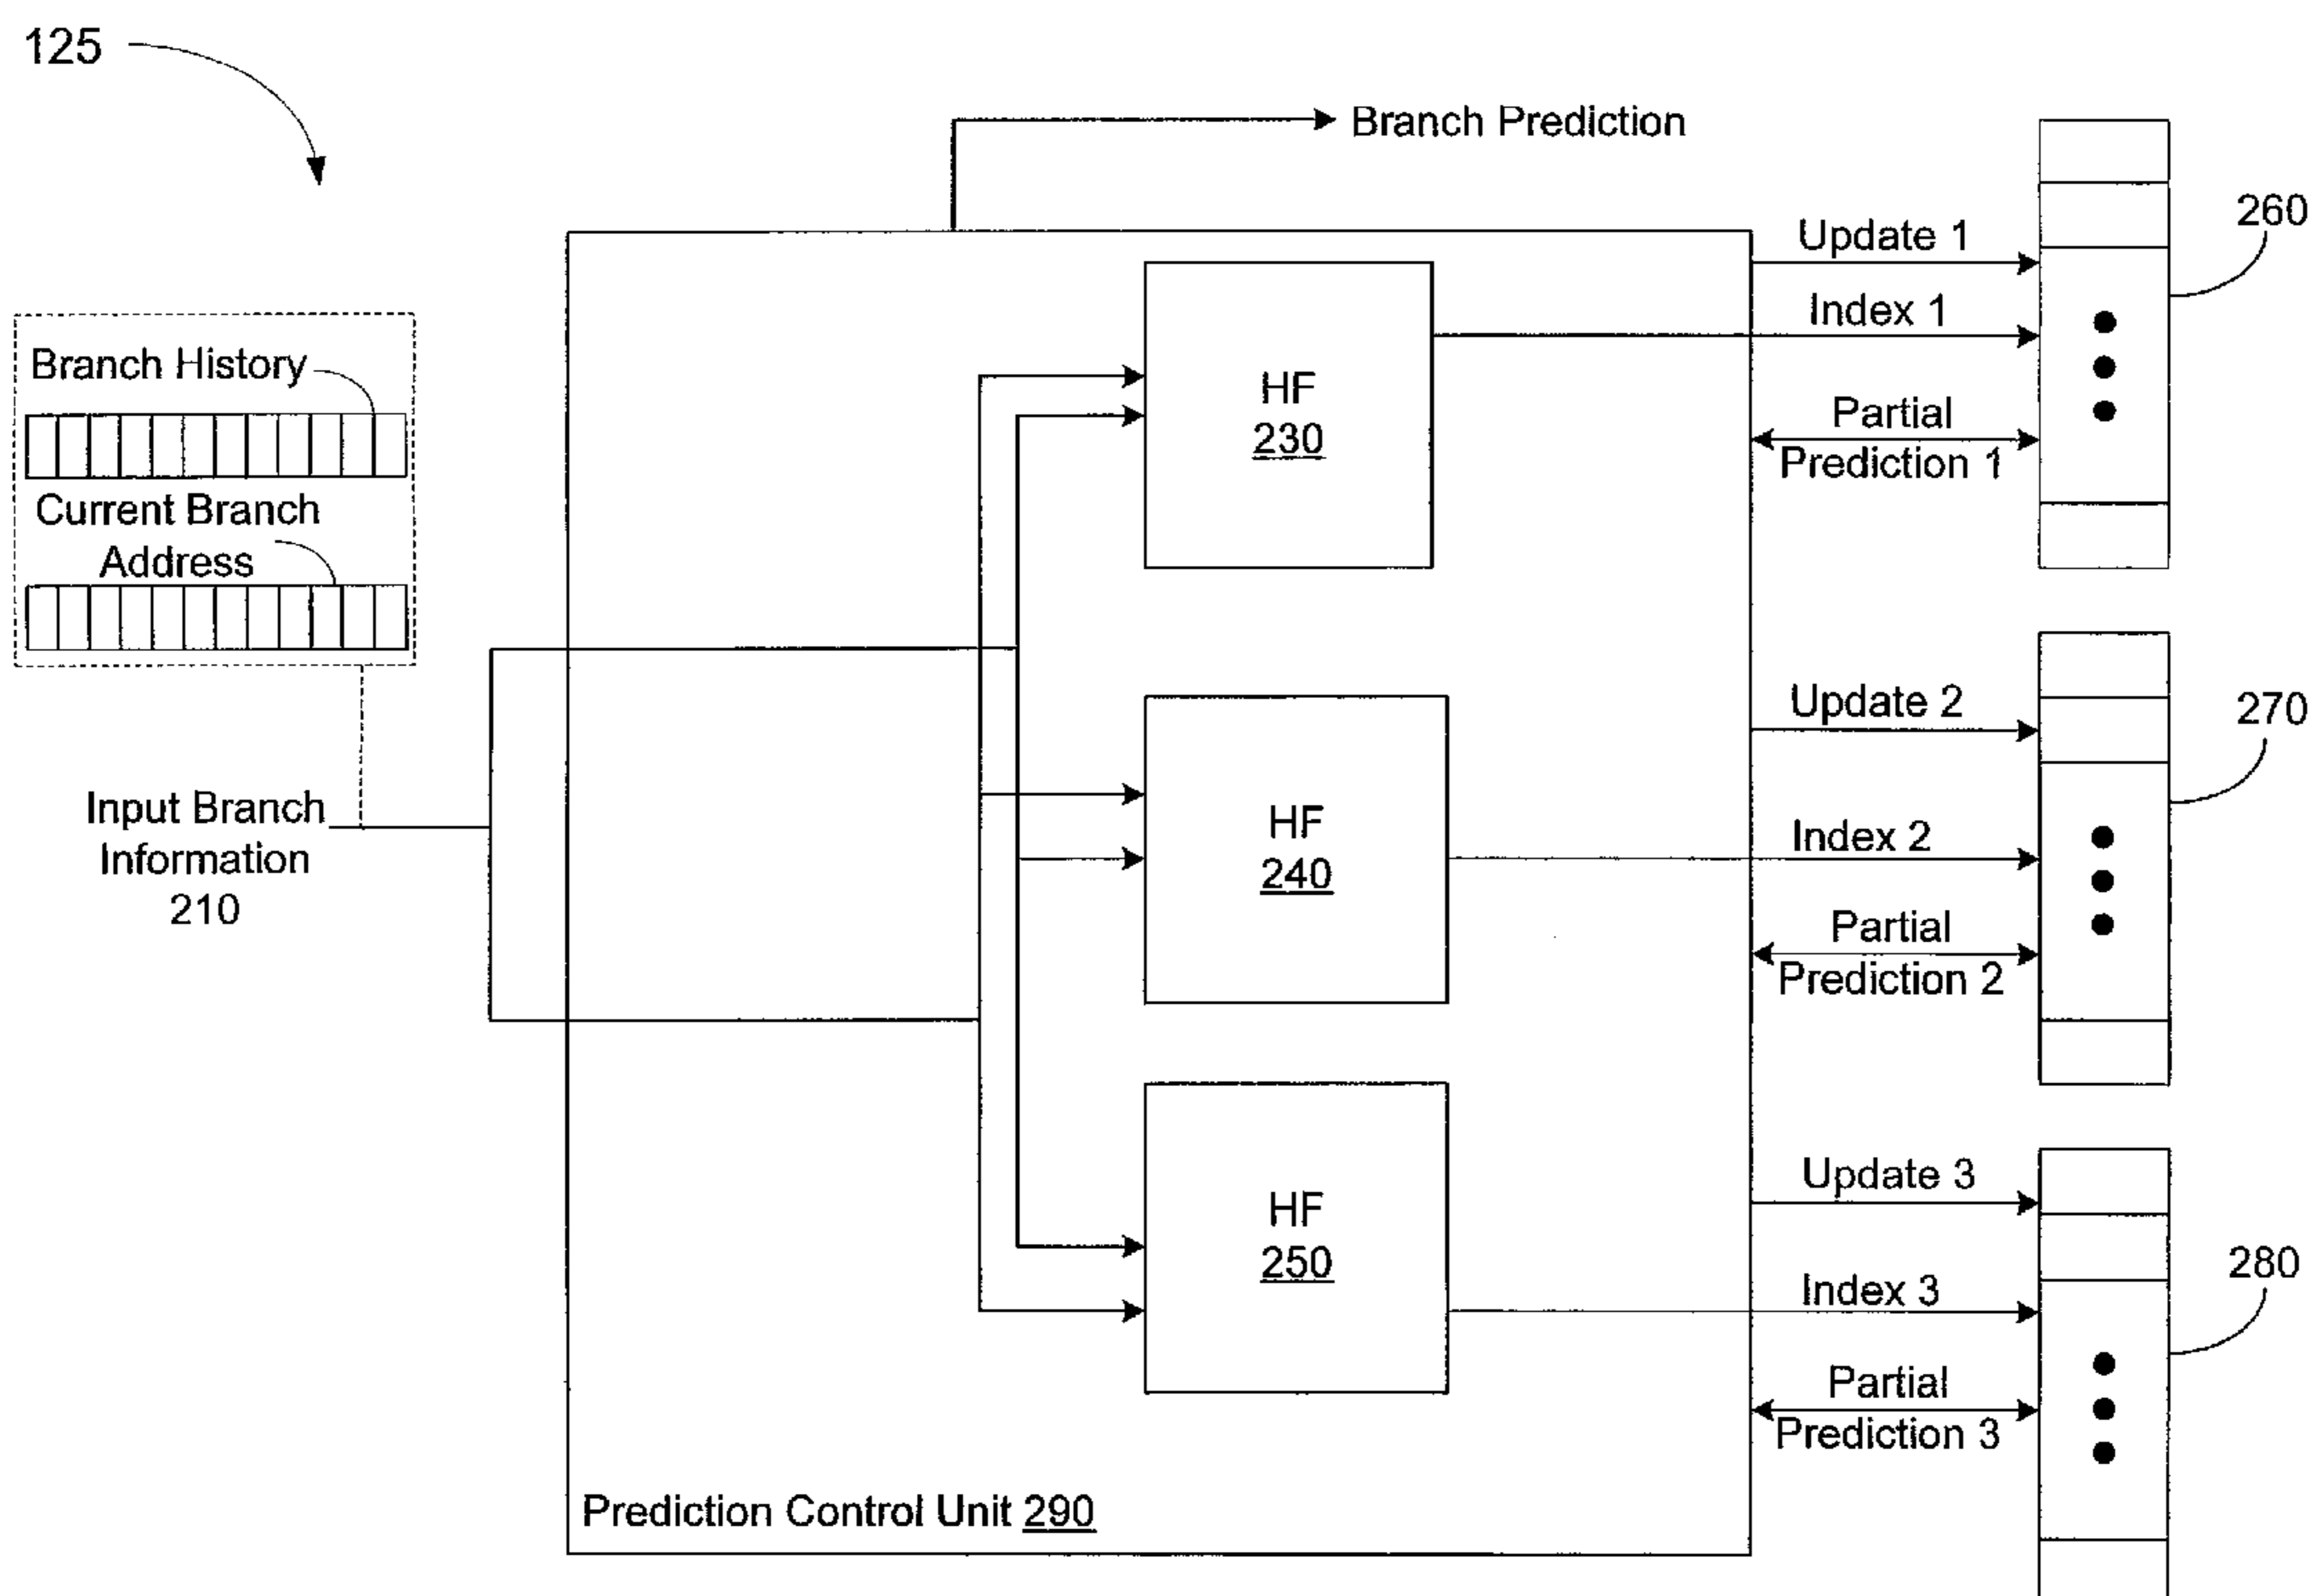 125
Branch Prediction
Branch History
Current Branch
Address
Input Branch
Information
210
HF
230
HF
240
HF
250
Prediction Control Unit 290
Update 1
Index 1
Partial
Prediction 1
260
Update 2
Index 2
Partial
Prediction 2
270
Update 3
Index 3
Partial
Prediction 3
280